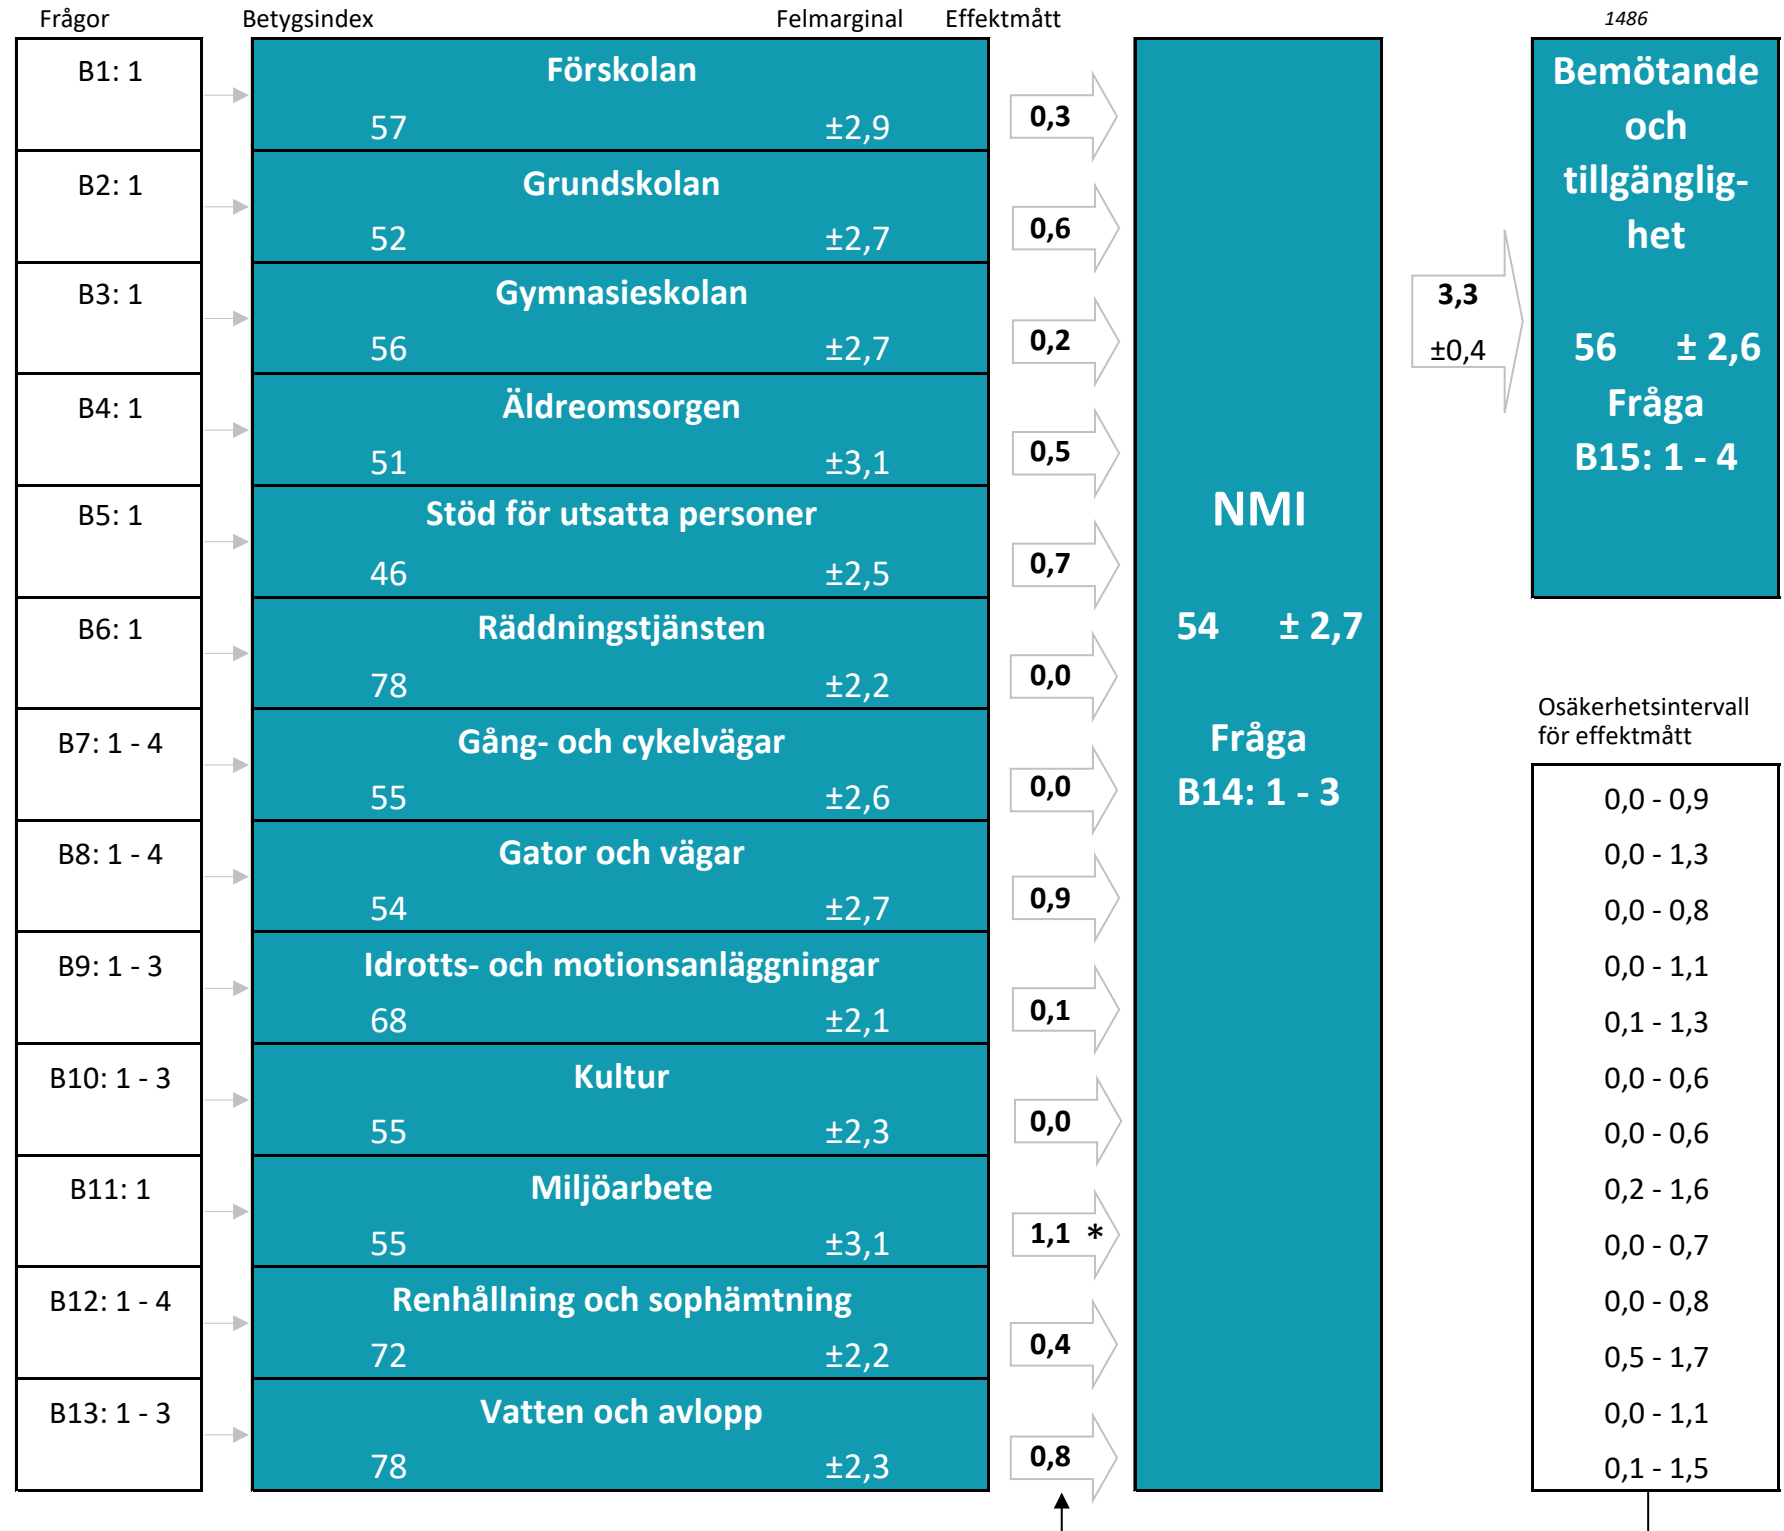 Frågor Betygsindex Felmarginal Effektmått 1486
B1: 1
Förskolan
57 ±2,9
0,3
B2: 1
Grundskolan
52 ±2,7
0,6
B3: 1
Gymnasieskolan
56 ±2,7
0,2
B4: 1
Äldreomsorgen
51 ±3,1
0,5
B5: 1
Stöd för utsatta personer
46 ±2,5
0,7
B6: 1
Räddningstjänsten
78 ±2,2
0,0
B7: 1 - 4
Gång- och cykelvägar
55 ±2,6
0,0
B8: 1 - 4
Gator och vägar
54 ±2,7
0,9
B9: 1 - 3
Idrotts- och motionsanläggningar
68 ±2,1
0,1
B10: 1 - 3
Kultur
55 ±2,3
0,0
B11: 1
Miljöarbete
55 ±3,1
1,1 *
B12: 1 - 4
Renhållning och sophämtning
72 ±2,2
0,4
B13: 1 - 3
Vatten och avlopp
78 ±2,3
0,8
NMI
54 ± 2,7
Fråga
B14: 1 - 3
3,3
±0,4
Bemötande
och
tillgänglig-
het
56 ± 2,6
Fråga
B15: 1 - 4
Osäkerhetsintervall
för effektmått
0,0 - 0,9
0,0 - 1,3
0,0 - 0,8
0,0 - 1,1
0,1 - 1,3
0,0 - 0,6
0,0 - 0,6
0,2 - 1,6
0,0 - 0,7
0,0 - 0,8
0,5 - 1,7
0,0 - 1,1
0,1 - 1,5